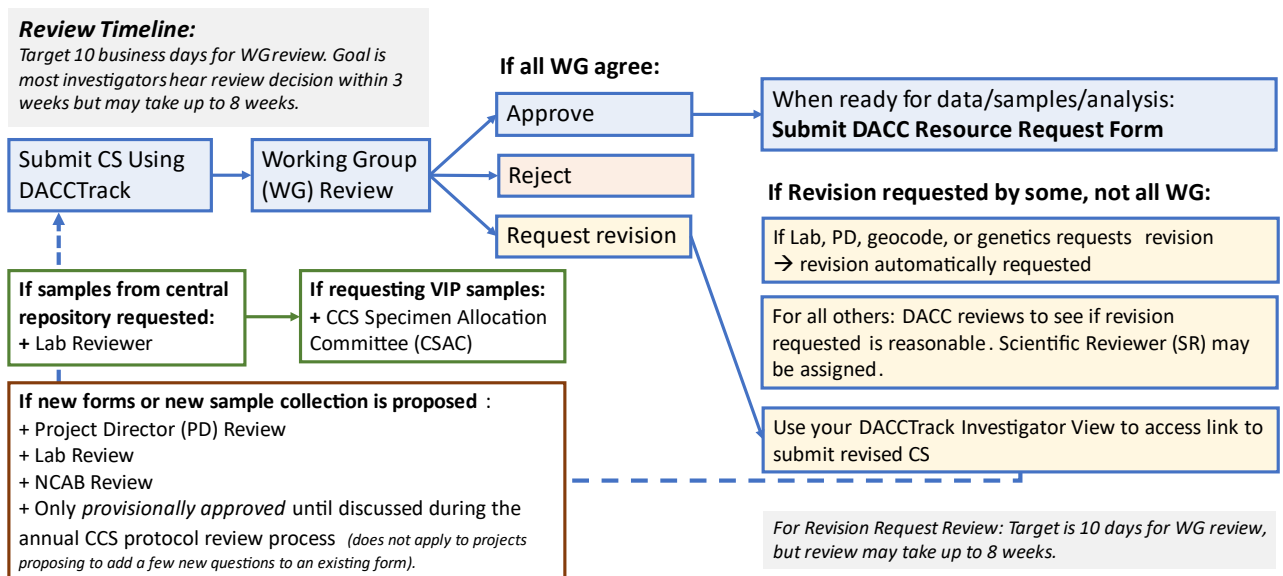 Review Timeline:
Target 10 business days for WG review. Goal is
most investigators hear review decision within 3
weeks but may take up to 8 weeks.
Submit CS Using
DACCTrack
Working Group
(WG) Review
If all WG agree:
Approve
Reject
Request revision
When ready for data/samples/analysis:
Submit DACC Resource Request Form
If Revision requested by some, not all WG:
If Lab, PD, geocode, or genetics requests revision
→ revision automatically requested
For all others: DACC reviews to see if revision
requested is reasonable. Scientific Reviewer (SR) may
be assigned.
Use your DACCTrack Investigator View to access link to
submit revised CS
If samples from central
repository requested:
+ Lab Reviewer
If requesting VIP samples:
+ CCS Specimen Allocation
Committee (CSAC)
If new forms or new sample collection is proposed :
+ Project Director (PD) Review
+ Lab Review
+ NCAB Review
+ Only provisionally approved until discussed during the
annual CCS protocol review process (does not apply to projects
proposing to add a few new questions to an existing form).
For Revision Request Review: Target is 10 days for WG review,
but review may take up to 8 weeks.